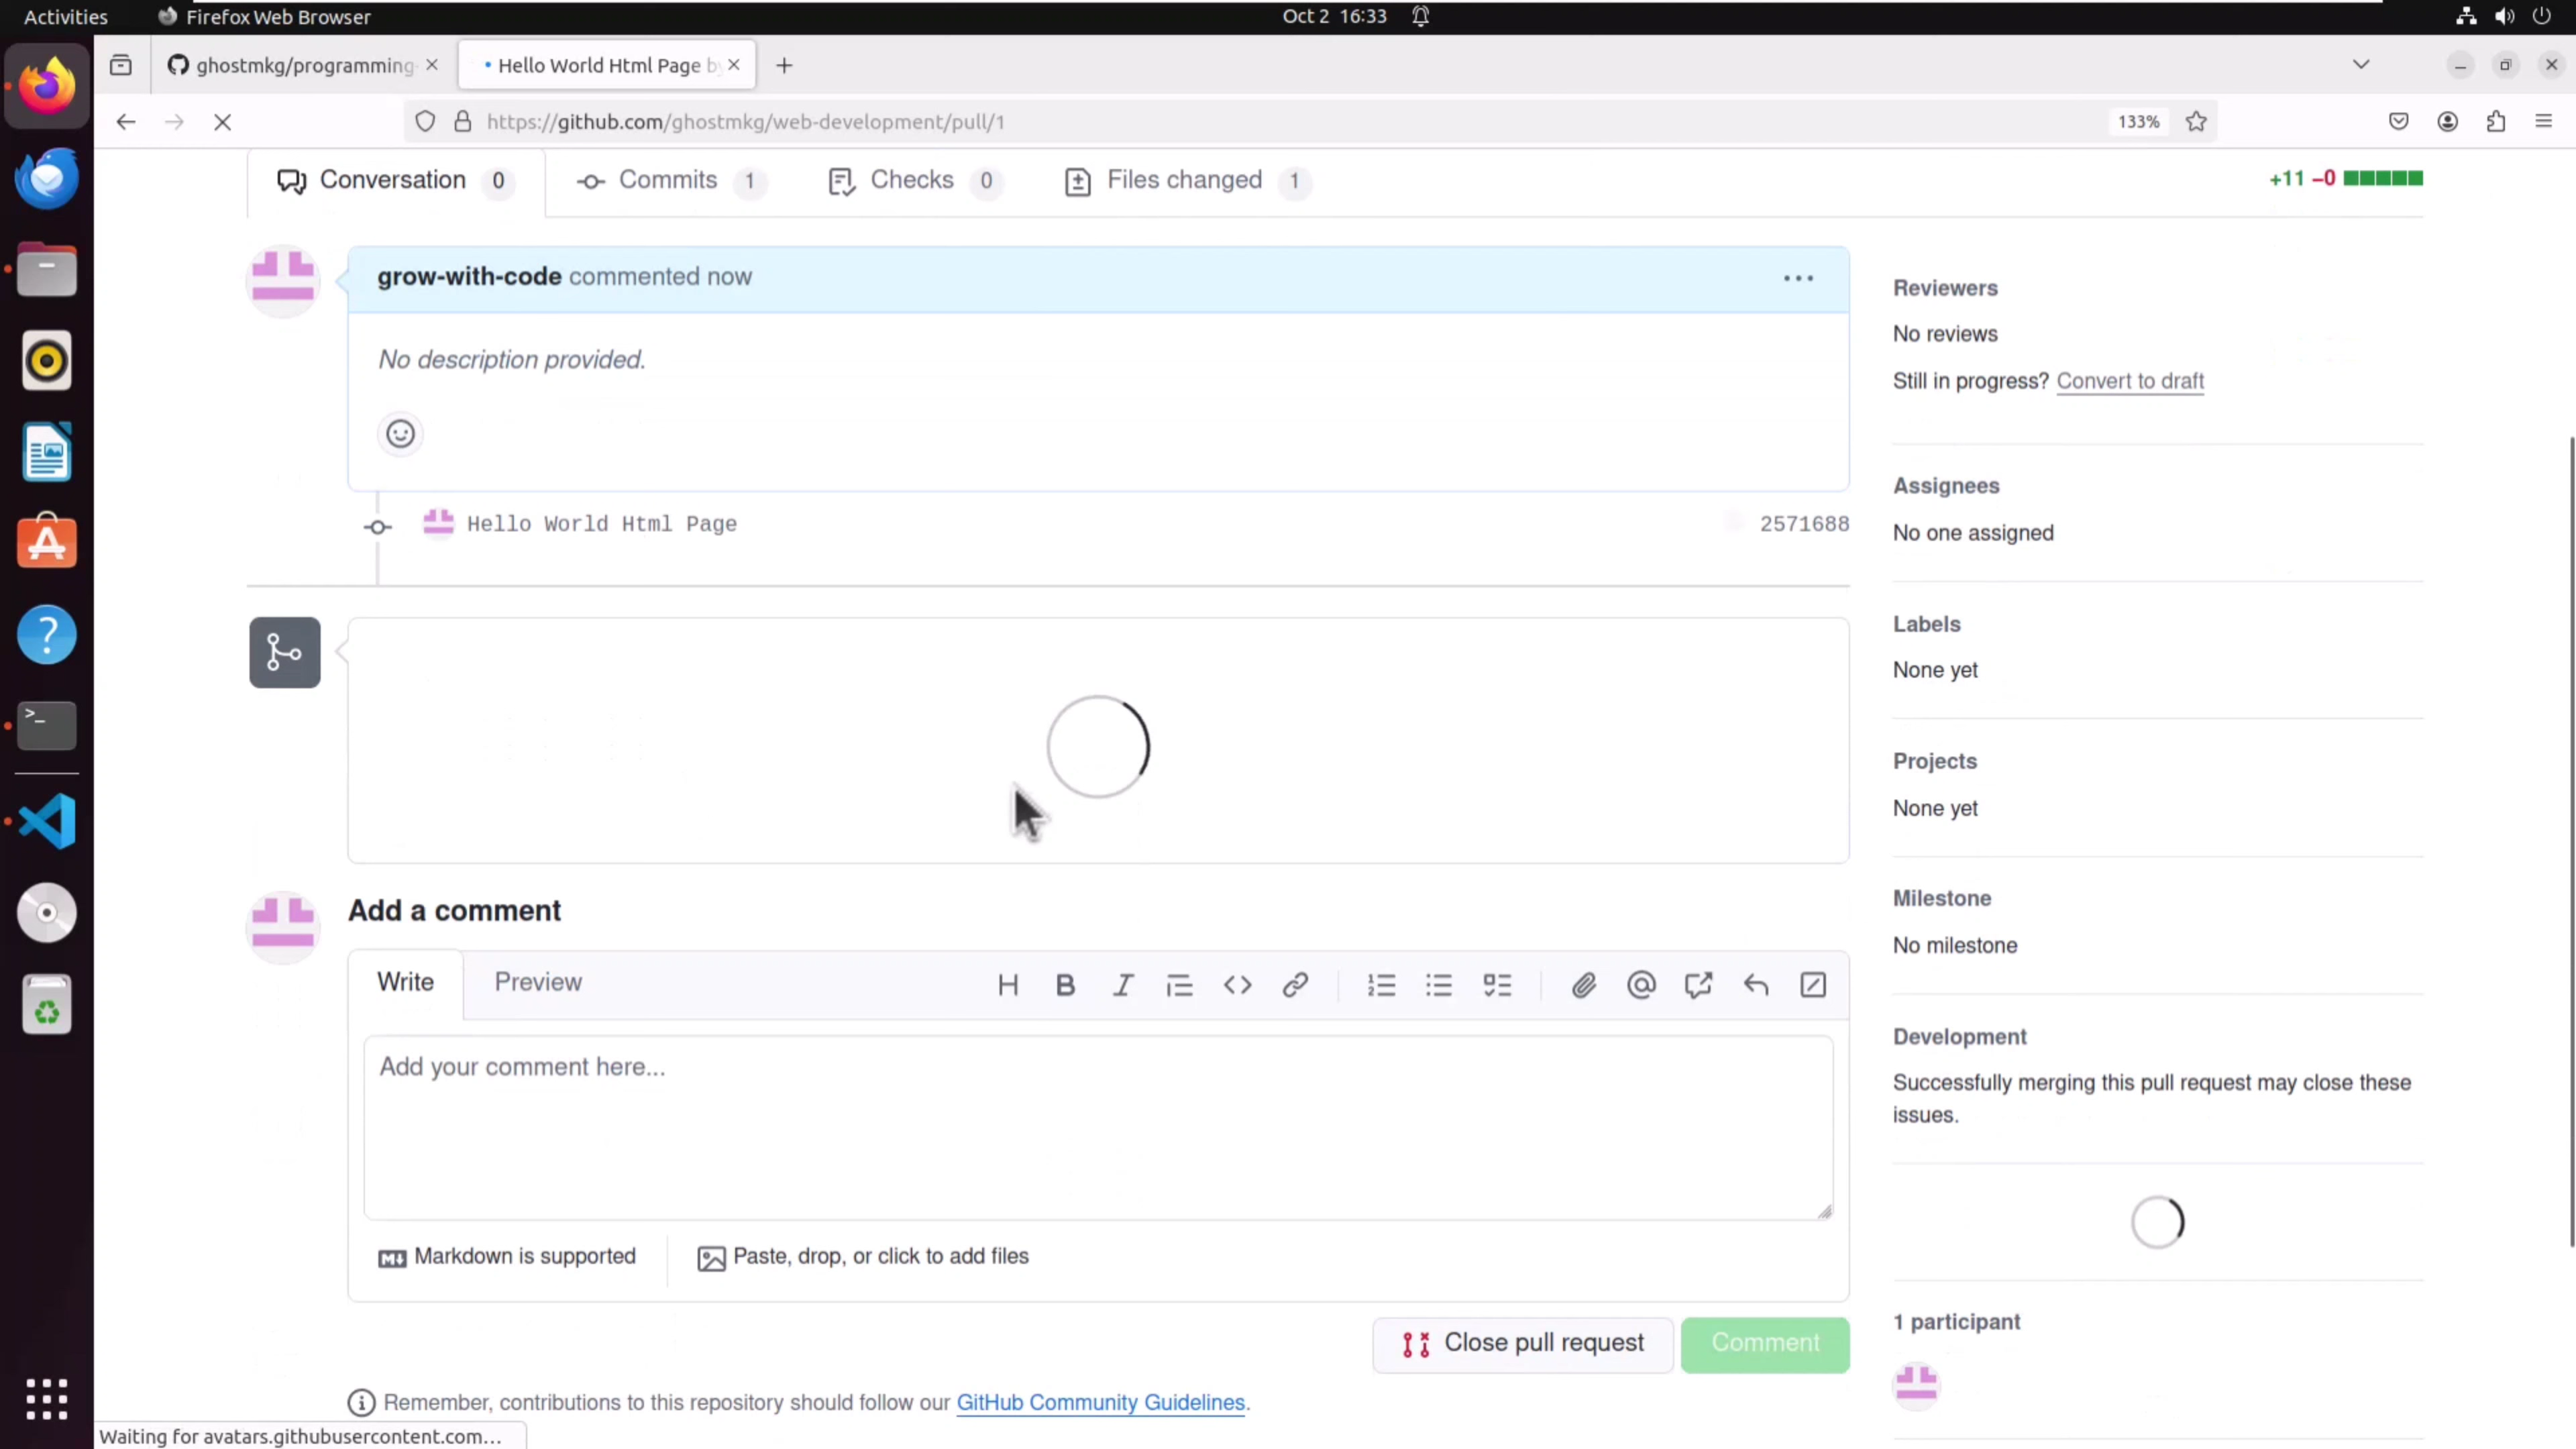 Activities
Firefox Web Browser
Oct 2 16:33
ghostmkg/programming
Hello World Html Page by
https://github.com/ghostmkg/web-development/pull/1
133%
Conversation 0
Commits 1
Checks 0
Files changed 1
+11 −0
grow-with-code commented now
No description provided.
Hello World Html Page
2571688
Add a comment
Write
Preview
Add your comment here...
Markdown is supported
Paste, drop, or click to add files
Close pull request
Comment
Remember, contributions to this repository should follow our GitHub Community Guidelines.
Reviewers
No reviews
Still in progress? Convert to draft
Assignees
No one assigned
Labels
None yet
Projects
None yet
Milestone
No milestone
Development
Successfully merging this pull request may close these
issues.
1 participant
Waiting for avatars.githubusercontent.com...